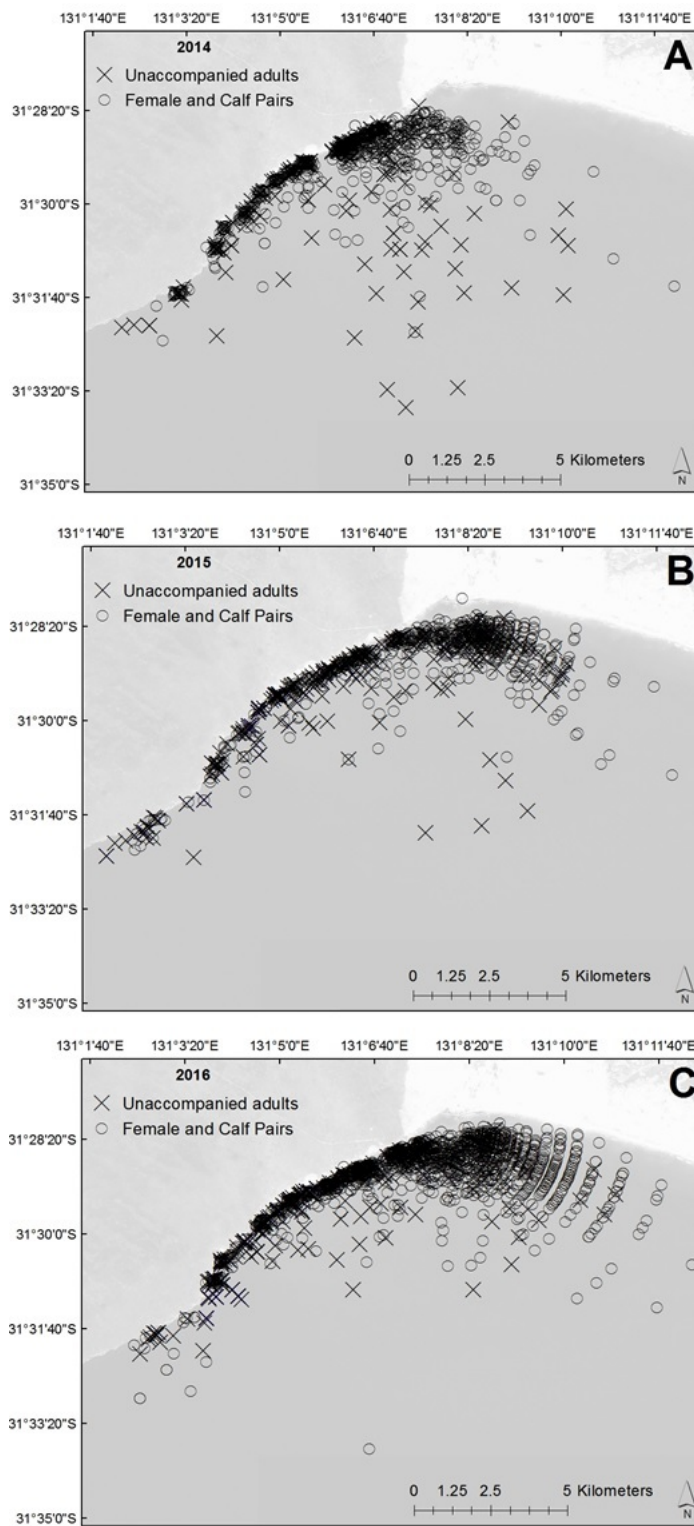 131°1'40"E 131°3'20"E 131°5'0"E 131°6'40"E 131°8'20"E 131°10'0"E 131°11'40"E
2014
A
Unaccompanied adults
Female and Calf Pairs
31°28'20"S
31°30'0"S
31°31'40"S
31°33'20"S
31°35'0"S
0 1.25 2.5 5 Kilometers
N
131°1'40"E 131°3'20"E 131°5'0"E 131°6'40"E 131°8'20"E 131°10'0"E 131°11'40"E
2015
B
Unaccompanied adults
Female and Calf Pairs
31°28'20"S
31°30'0"S
31°31'40"S
31°33'20"S
31°35'0"S
0 1.25 2.5 5 Kilometers
N
131°1'40"E 131°3'20"E 131°5'0"E 131°6'40"E 131°8'20"E 131°10'0"E 131°11'40"E
2016
C
Unaccompanied adults
Female and Calf Pairs
31°28'20"S
31°30'0"S
31°31'40"S
31°33'20"S
31°35'0"S
0 1.25 2.5 5 Kilometers
N